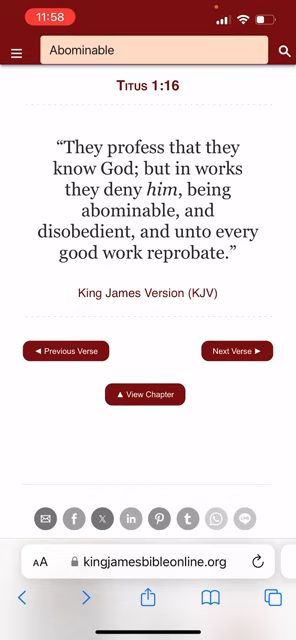 11:58
Abominable
TITUS 1:16
“They profess that they
know God; but in works
they deny him, being
abominable, and
disobedient, and unto every
good work reprobate.”
King James Version (KJV)
◄ Previous Verse
Next Verse ►
▲ View Chapter
AA
kingjamesbibleonline.org